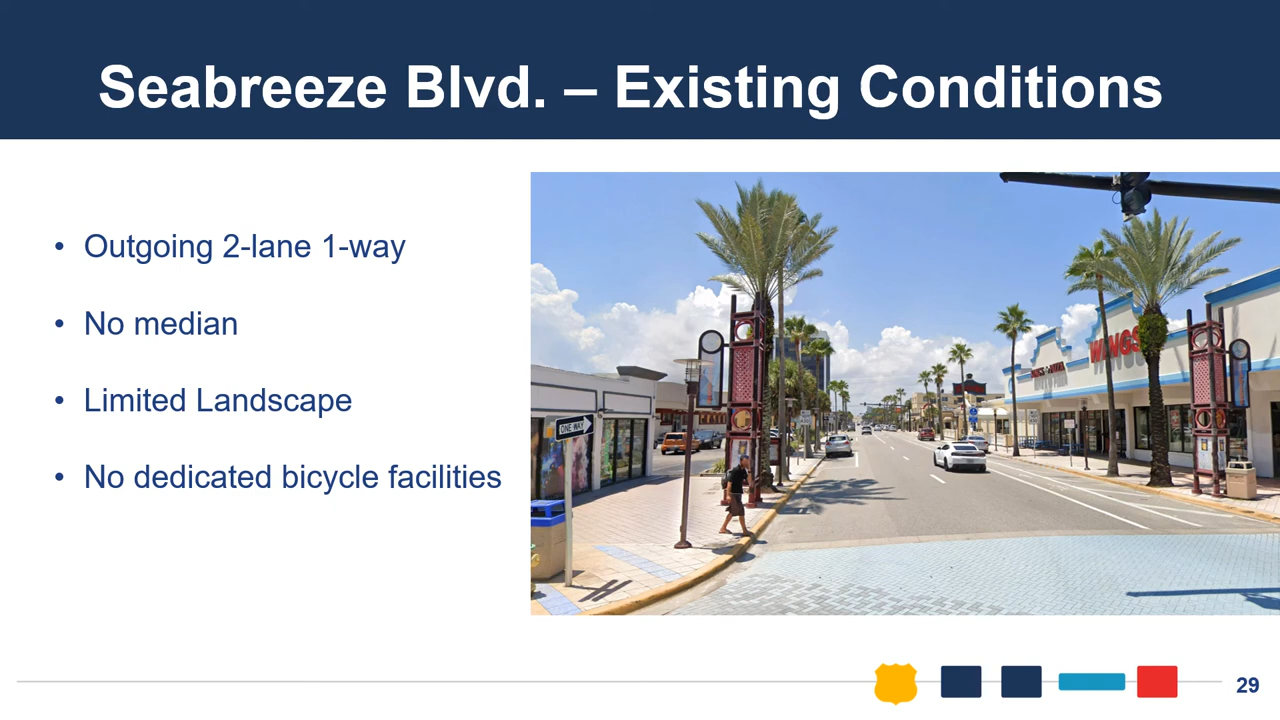 Seabreeze Blvd. – Existing Conditions
• Outgoing 2-lane 1-way
• No median
• Limited Landscape
• No dedicated bicycle facilities
ONE WAY
WINGS
29